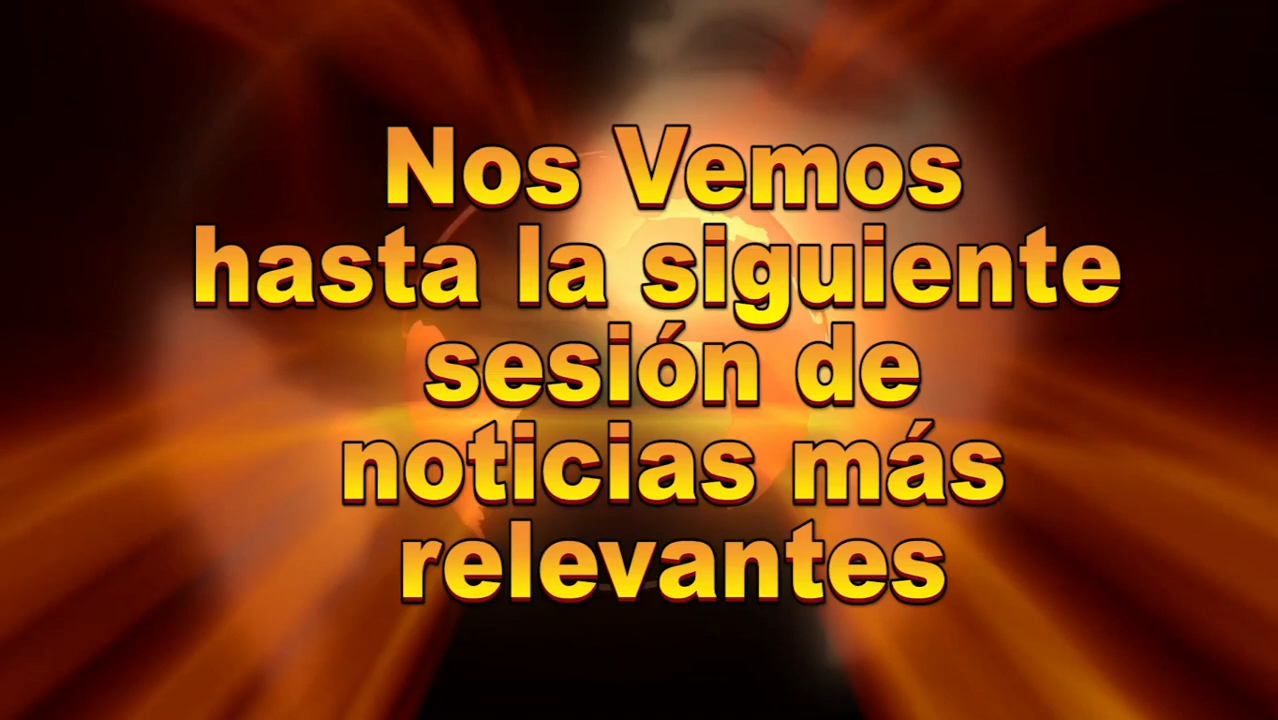 Nos Vemos
hasta la siguiente
sesión de
noticias más
relevantes